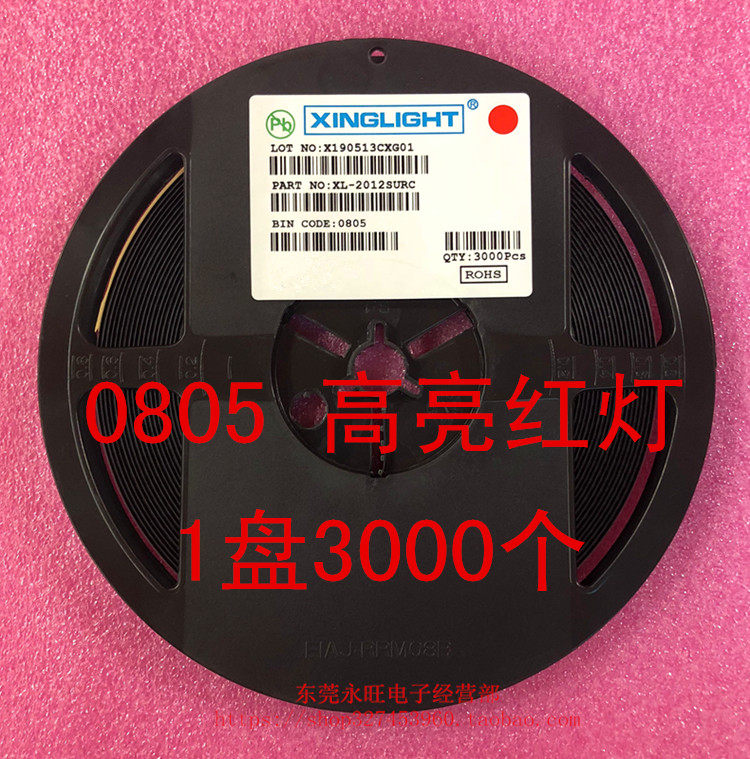 Pb XINGLIGHT®
LOT NO:X190513CXG01
PART NO:XL-2012SURC
BIN CODE:0805
QTY:3000Pcs
ROHS
0805 高亮红灯
1盘3000个
东莞永旺电子经营部